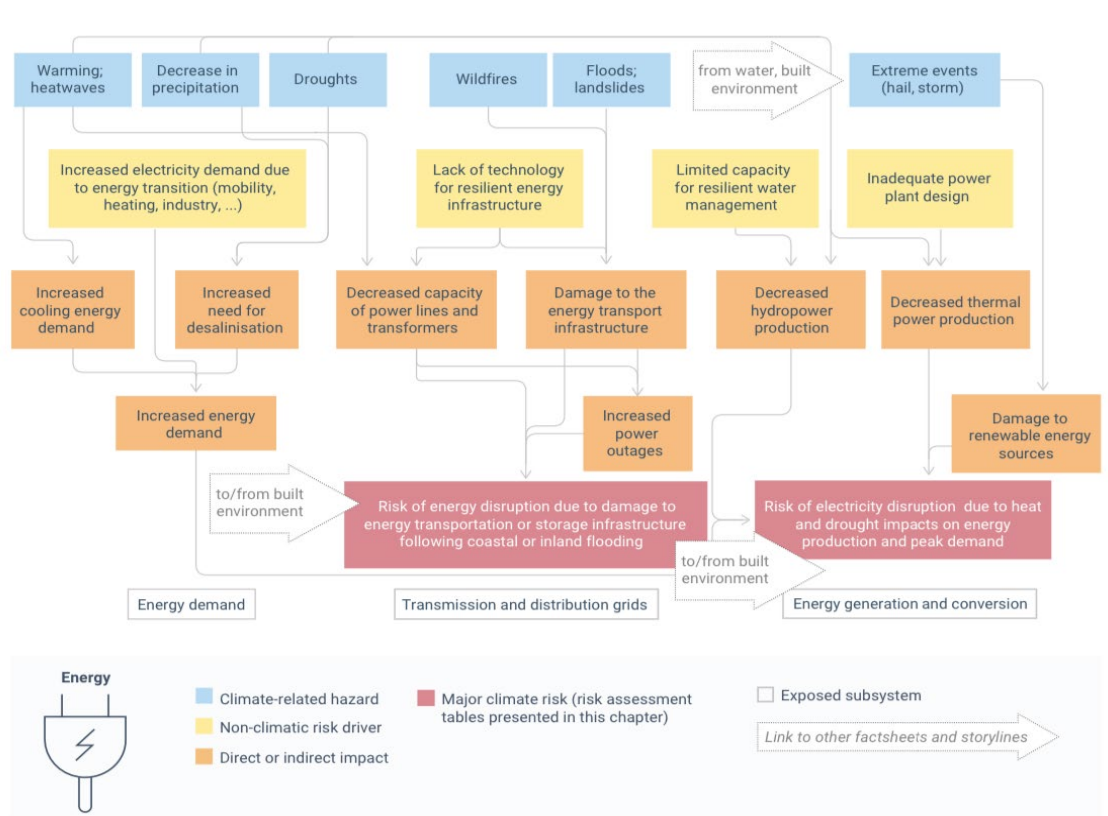 Warming;
heatwaves
Decrease in
precipitation
Droughts
Wildfires
Floods;
landslides
from water, built
environment
Extreme events
(hail, storm)
Increased electricity demand due
to energy transition (mobility,
heating, industry, ...)
Lack of technology
for resilient energy
infrastructure
Limited capacity
for resilient water
management
Inadequate power
plant design
Increased
cooling energy
demand
Increased
need for
desalinisation
Decreased capacity
of power lines and
transformers
Damage to the
energy transport
infrastructure
Decreased
hydropower
production
Decreased thermal
power production
Increased energy
demand
Increased
power
outages
Damage to
renewable energy
sources
to/from built
environment
Risk of energy disruption due to damage to
energy transportation or storage infrastructure
following coastal or inland flooding
Risk of electricity disruption due to heat
and drought impacts on energy
production and peak demand
to/from built
environment
Energy demand
Transmission and distribution grids
Energy generation and conversion
Energy
Climate-related hazard
Non-climatic risk driver
Direct or indirect impact
Major climate risk (risk assessment
tables presented in this chapter)
Exposed subsystem
Link to other factsheets and storylines